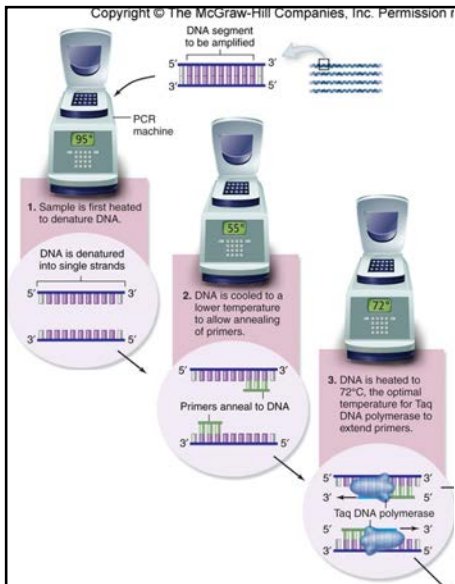 Copyright © The McGraw-Hill Companies, Inc. Permission
DNA segment
to be amplified
5′ 3′
3′ 5′
PCR
machine
95°
1. Sample is first heated
to denature DNA.
DNA is denatured
into single strands
5′ 3′
3′ 5′
55°
2. DNA is cooled to a
lower temperature
to allow annealing
of primers.
5′ 3′
Primers anneal to DNA
3′ 5′
72°
3. DNA is heated to
72°C, the optimal
temperature for Taq
DNA polymerase to
extend primers.
5′ 3′
3′ 5′
Taq DNA polymerase
5′ 3′
3′ 5′